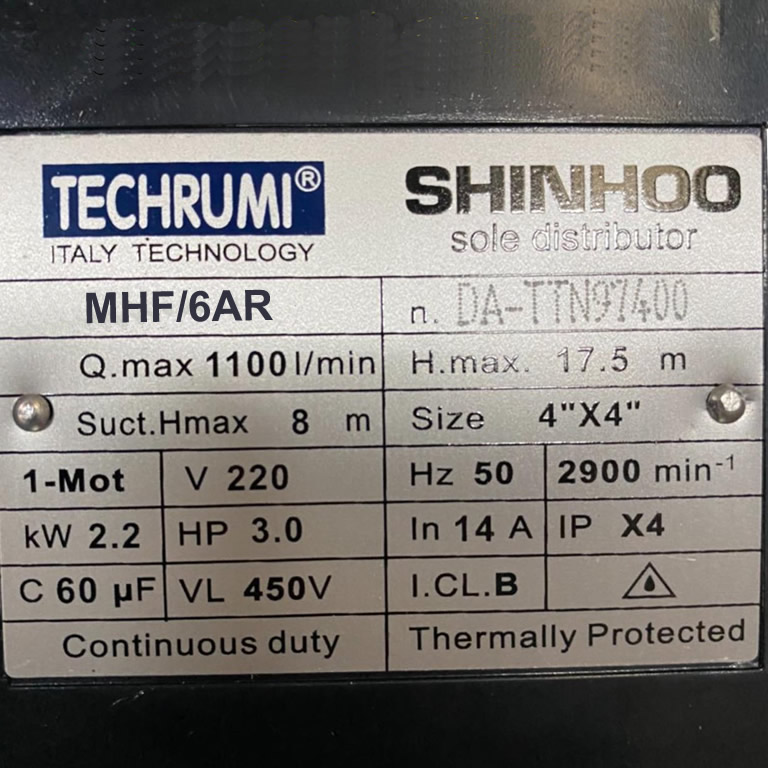 TECHRUMI®
ITALY TECHNOLOGY
SHINHOO
sole distributor
MHF/6AR n. DA-TTN97400
Q.max 1100 l/min H.max. 17.5 m
Suct.Hmax 8 m Size 4"X4"
1-Mot V 220 Hz 50 2900 min-1
kW 2.2 HP 3.0 In 14 A IP X4
C 60 µF VL 450V I.CL.B
Continuous duty Thermally Protected